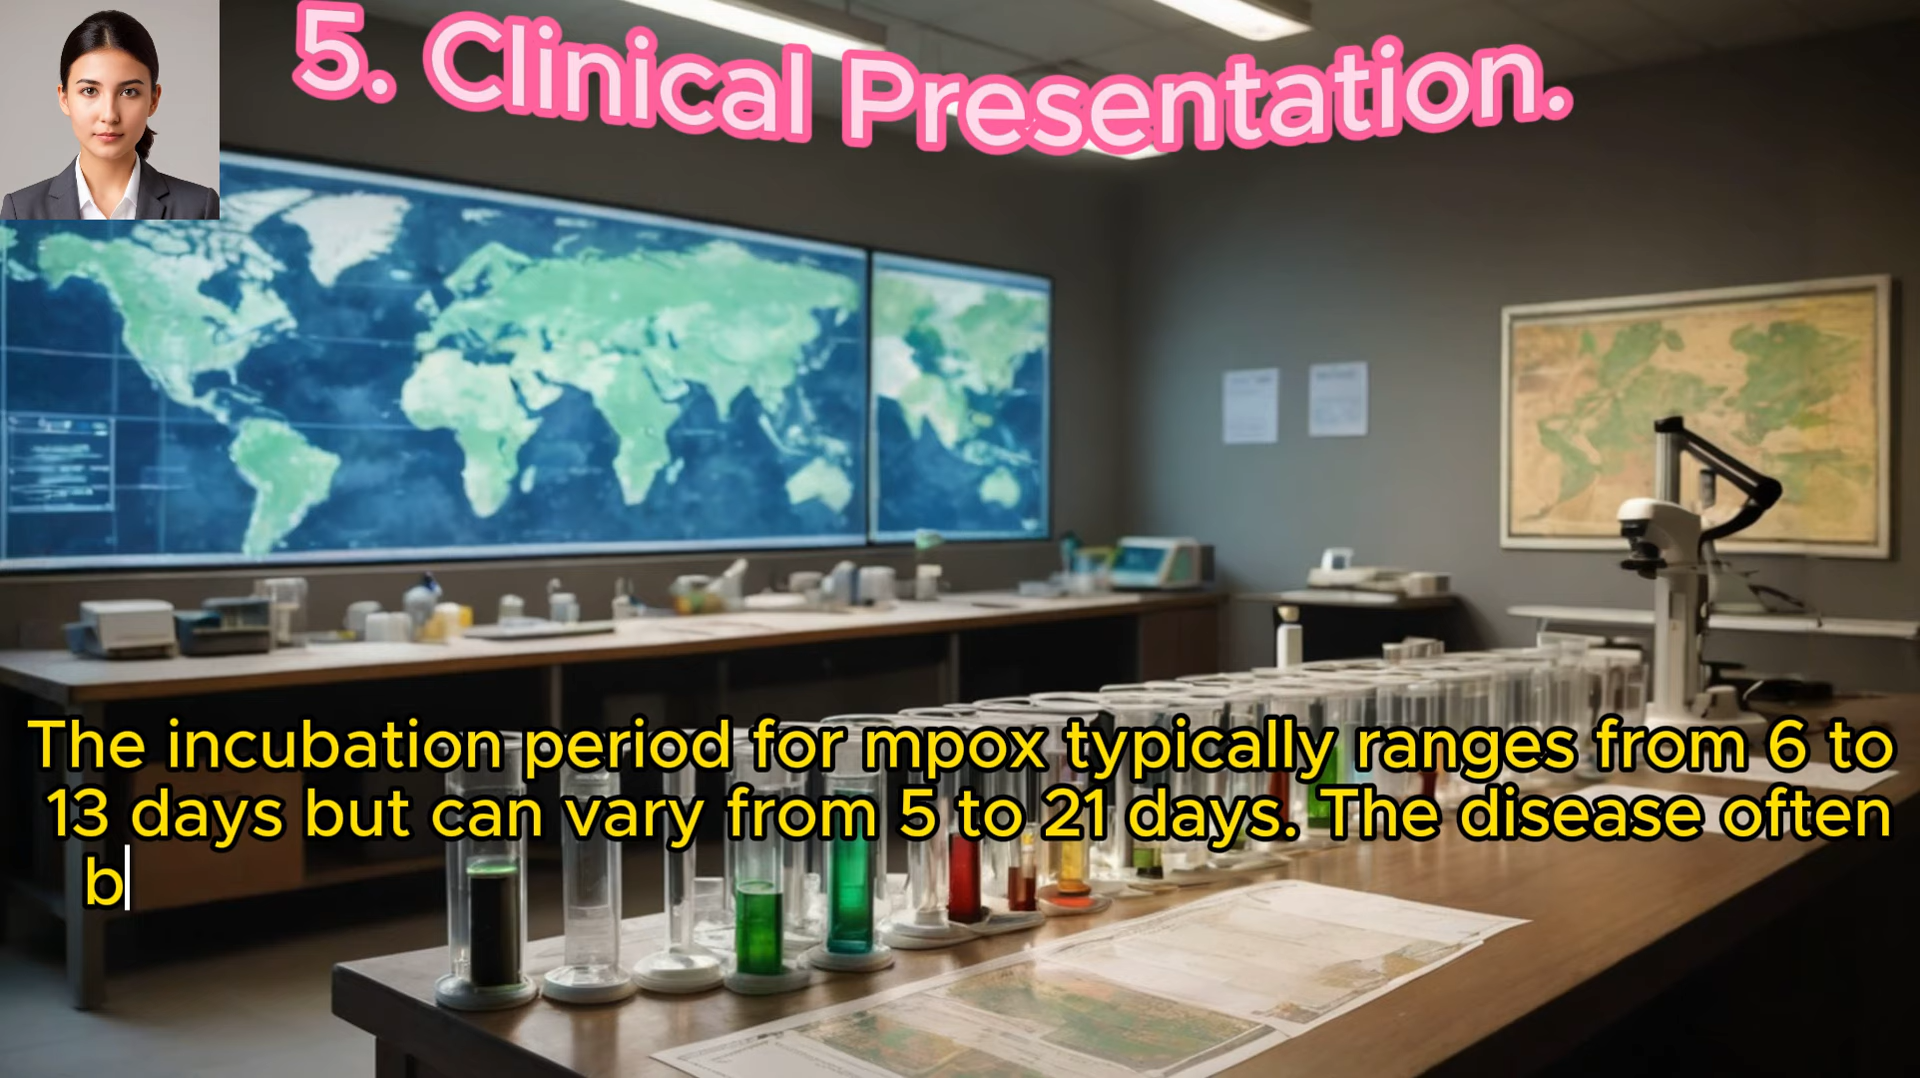 5. Clinical Presentation.
The incubation period for mpox typically ranges from 6 to
13 days but can vary from 5 to 21 days. The disease often
b